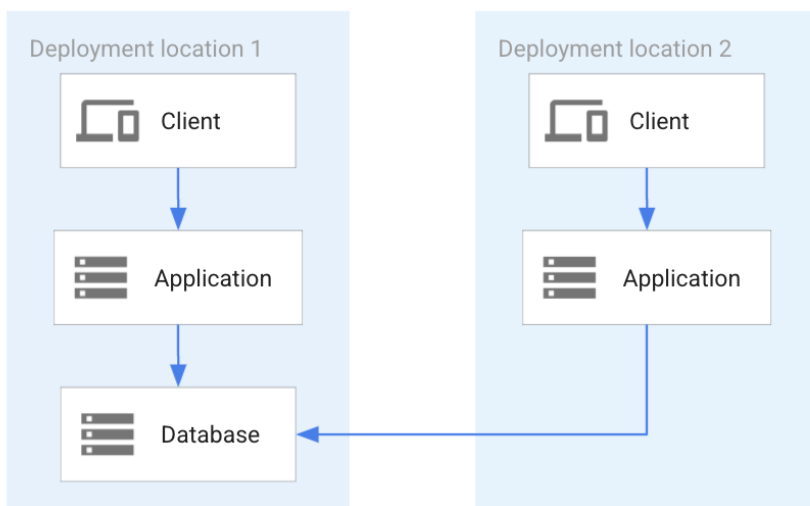 Deployment location 1
Client
Application
Database
Deployment location 2
Client
Application